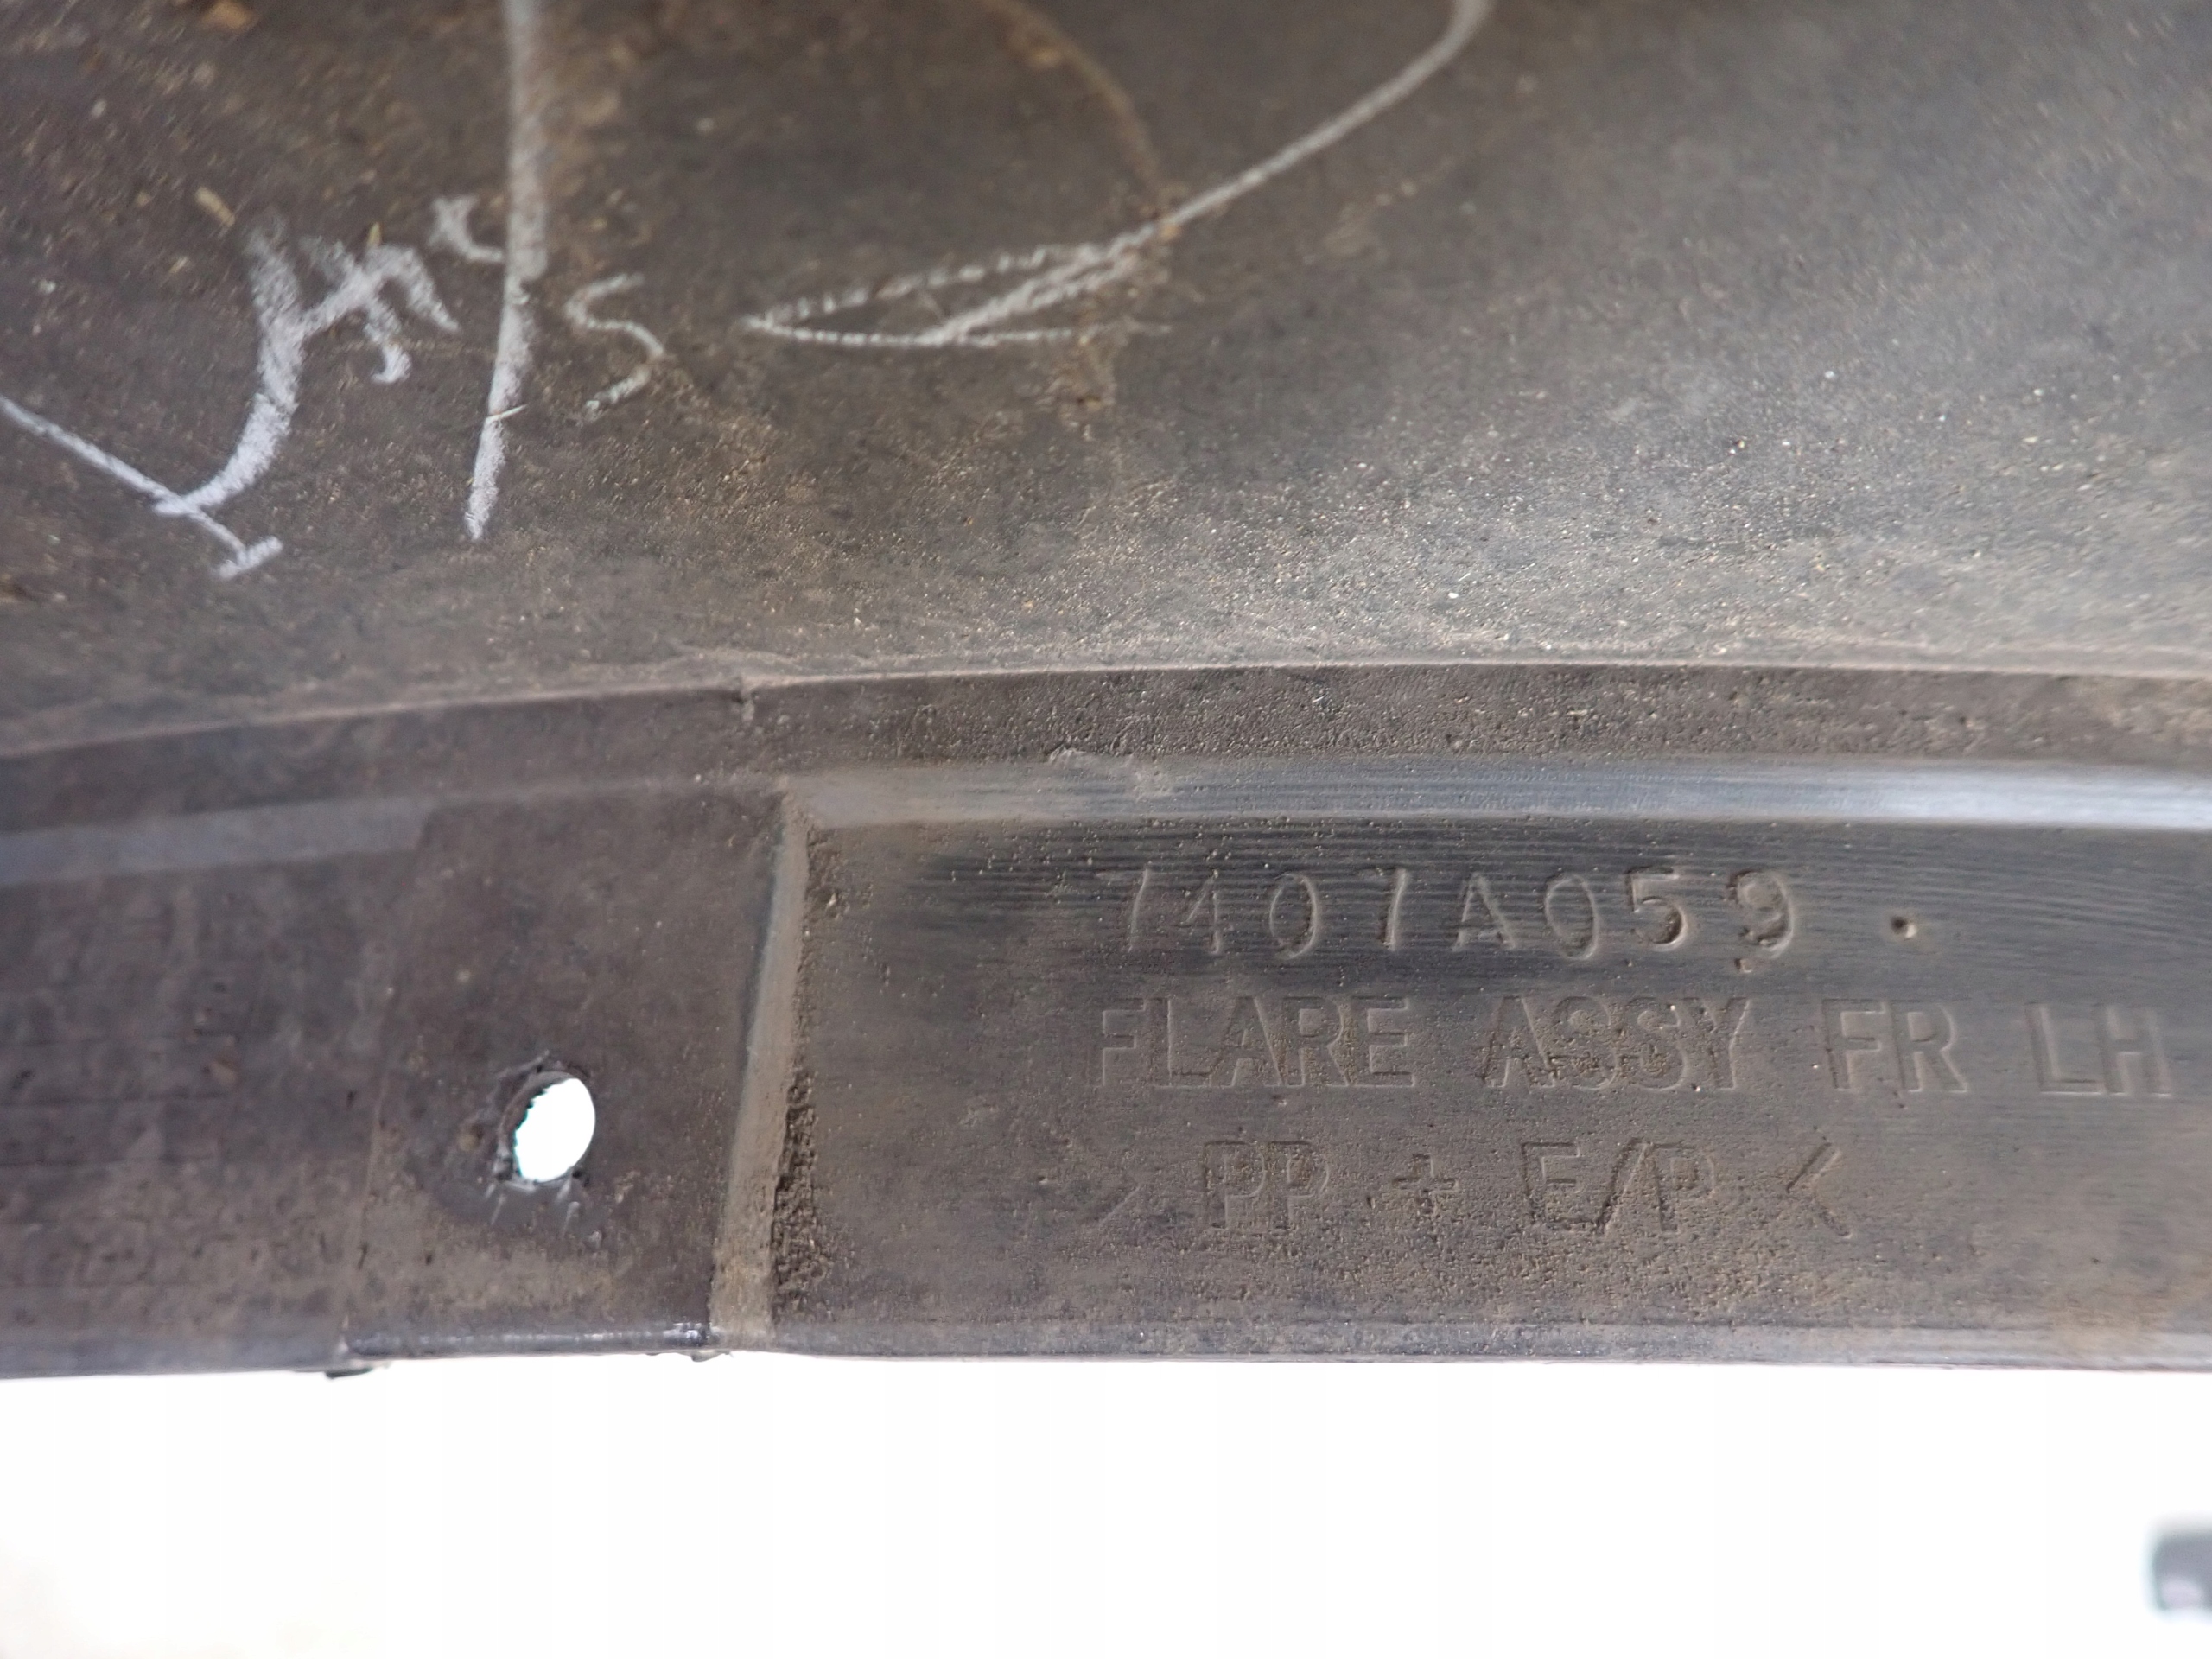 7407A059
FLARE ASSY FR LH
> PP + E/P <